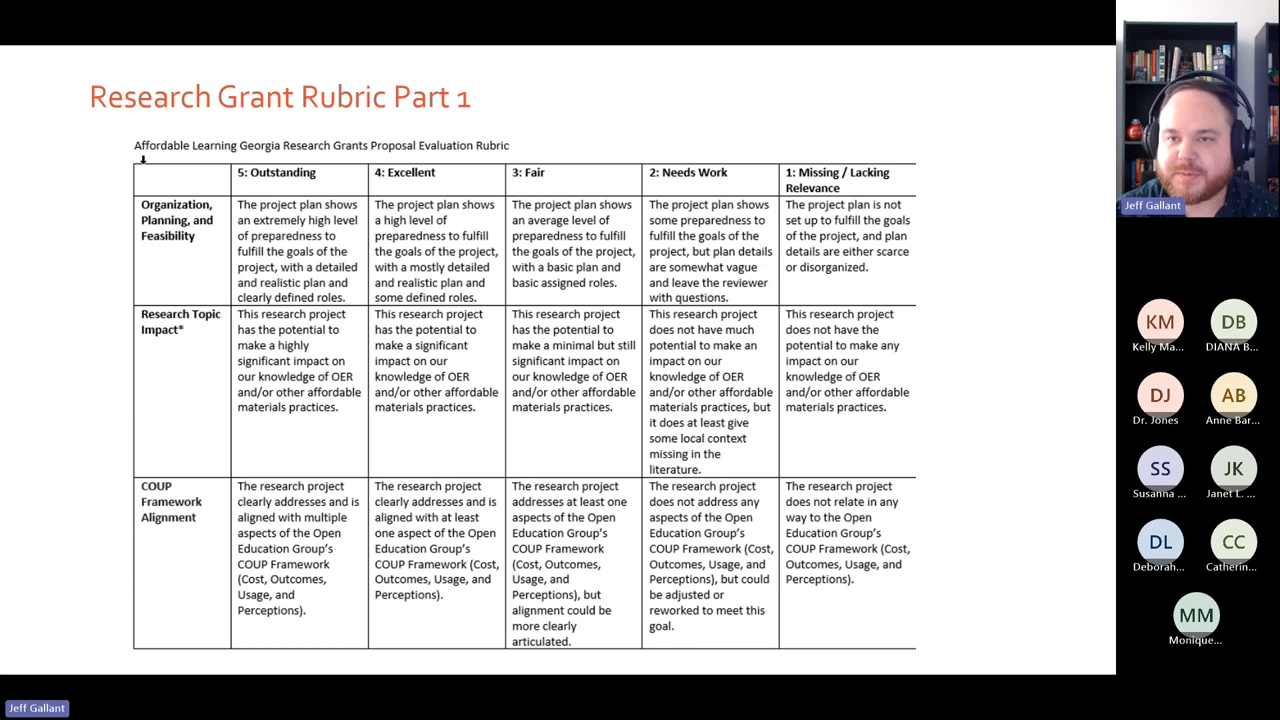 Research Grant Rubric Part 1
Affordable Learning Georgia Research Grants Proposal Evaluation Rubric
5: Outstanding
4: Excellent
3: Fair
2: Needs Work
1: Missing / Lacking
Relevance
Organization,
Planning, and
Feasibility
The project plan shows
an extremely high level
of preparedness to
fulfill the goals of the
project, with a detailed
and realistic plan and
clearly defined roles.
The project plan shows
a high level of
preparedness to fulfill
the goals of the project,
with a mostly detailed
and realistic plan and
some defined roles.
The project plan shows
an average level of
preparedness to fulfill
the goals of the project,
with a basic plan and
basic assigned roles.
The project plan shows
some preparedness to
fulfill the goals of the
project, but plan details
are somewhat vague
and leave the reviewer
with questions.
The project plan is not
set up to fulfill the goals
of the project, and plan
details are either scarce
or disorganized.
Research Topic
Impact*
This research project
has the potential to
make a highly
significant impact on
our knowledge of OER
and/or other affordable
materials practices.
This research project
has the potential to
make a significant
impact on our
knowledge of OER
and/or other affordable
materials practices.
This research project
has the potential to
make a minimal but still
significant impact on
our knowledge of OER
and/or other affordable
materials practices.
This research project
does not have much
potential to make an
impact on our
knowledge of OER
and/or other affordable
materials practices, but
it does at least give
some local context
missing in the
literature.
This research project
does not have the
potential to make any
impact on our
knowledge of OER
and/or other affordable
materials practices.
COUP
Framework
Alignment
The research project
clearly addresses and is
aligned with multiple
aspects of the Open
Education Group's
COUP Framework
(Cost, Outcomes,
Usage, and
Perceptions).
The research project
clearly addresses and is
aligned with at least
one aspect of the Open
Education Group's
COUP Framework (Cost,
Outcomes, Usage, and
Perceptions).
The research project
addresses at least one
aspects of the Open
Education Group's
COUP Framework
(Cost, Outcomes,
Usage, and
Perceptions), but
alignment could be
more clearly
articulated.
The research project
does not address any
aspects of the Open
Education Group's
COUP Framework (Cost,
Outcomes, Usage, and
Perceptions), but could
be adjusted or
reworked to meet this
goal.
The research project
does not relate in any
way to the Open
Education Group's
COUP Framework (Cost,
Outcomes, Usage, and
Perceptions).
Jeff Gallant
KM
Kelly Ma...
DB
DIANA B...
DJ
Dr. Jones
AB
Anne Bar...
SS
Susanna ...
JK
Janet L. ...
DL
Deborah...
CC
Catherin...
MM
Monique...
Jeff Gallant